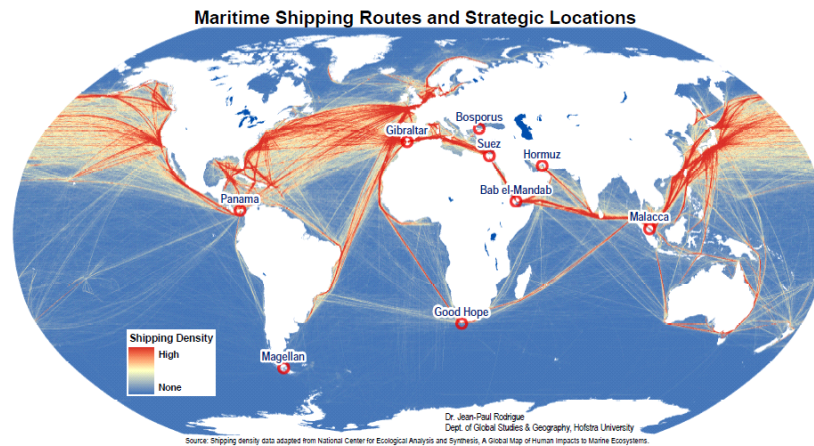 Maritime Shipping Routes and Strategic Locations
Bosporus
Gibraltar
Suez
Hormuz
Panama
Bab el-Mandab
Malacca
Good Hope
Magellan
Shipping Density
High
None
Dr. Jean-Paul Rodrigue
Dept. of Global Studies & Geography, Hofstra University
Source: Shipping density data adapted from National Center for Ecological Analysis and Synthesis, A Global Map of Human Impacts to Marine Ecosystems.